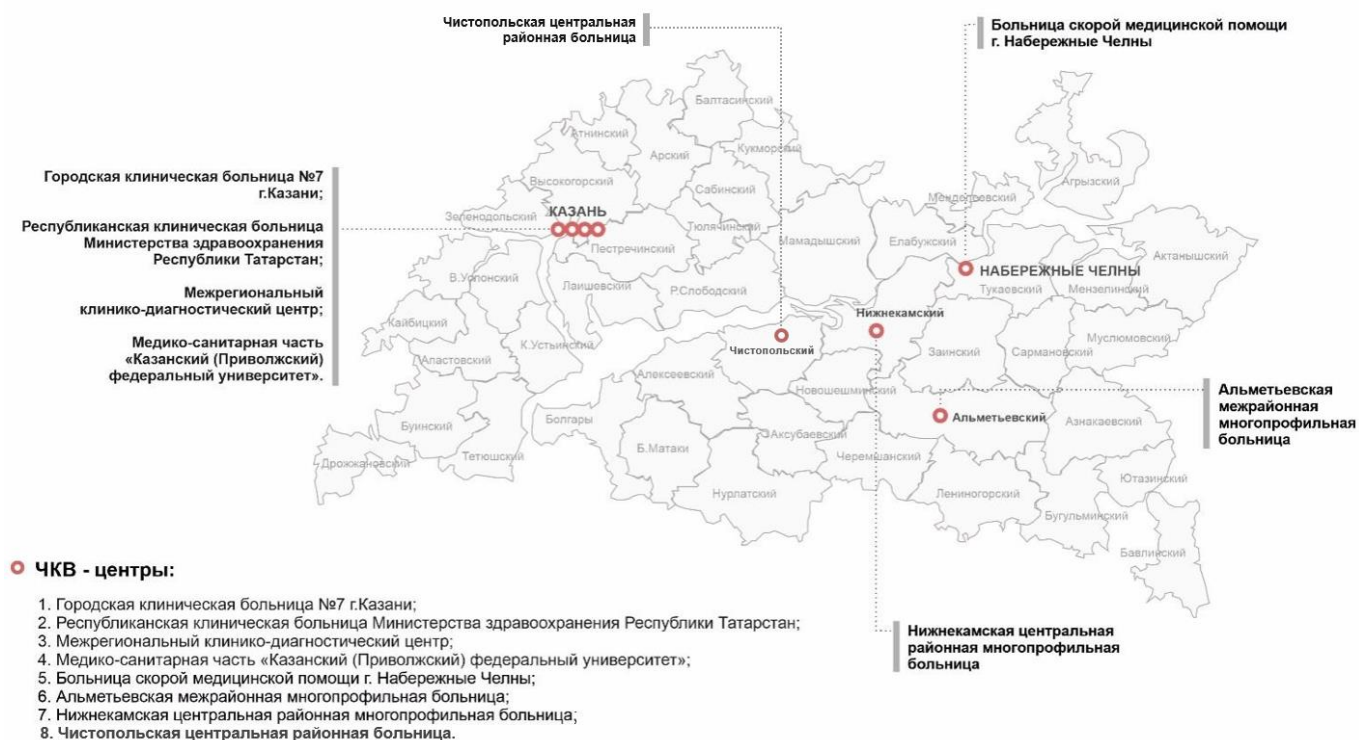 Чистопольская центральная
районная больница
Больница скорой медицинской помощи
г. Набережные Челны
Городская клиническая больница №7
г.Казани;
Республиканская клиническая больница
Министерства здравоохранения
Республики Татарстан;
Межрегиональный
клинико-диагностический центр;
Медико-санитарная часть
«Казанский (Приволжский)
федеральный университет».
Балтасинский
Атнинский
Кукморский
Арский
Высокогорский
Сабинский
Агрызский
Менделеевский
Зеленодольский
КАЗАНЬ
Тюлячинский
Мамадышский
Елабужский
Пестречинский
Актанышский
НАБЕРЕЖНЫЕ ЧЕЛНЫ
В.Услонский
Лаишевский
Р.Слободский
Тукаевский
Мензелинский
Нижнекамский
Кайбицкий
К.Устьинский
Чистопольский
Заинский
Сармановский
Муслюмовский
Апастовский
Алексеевский
Новошешминский
Альметьевская
межрайонная
многопрофильная
больница
Буинский
Болгары
Альметьевский
Азнакаевский
Аксубаевский
Дрожжановский
Тетюшский
Б.Матаки
Черемшанский
Нурлатский
Лениногорский
Ютазинский
Бугульминский
Бавлинский
ЧКВ - центры:
1. Городская клиническая больница №7 г.Казани;
2. Республиканская клиническая больница Министерства здравоохранения Республики Татарстан;
3. Межрегиональный клинико-диагностический центр;
4. Медико-санитарная часть «Казанский (Приволжский) федеральный университет»;
5. Больница скорой медицинской помощи г. Набережные Челны;
6. Альметьевская межрайонная многопрофильная больница;
7. Нижнекамская центральная районная многопрофильная больница;
8. Чистопольская центральная районная больница.
Нижнекамская центральная
районная многопрофильная
больница